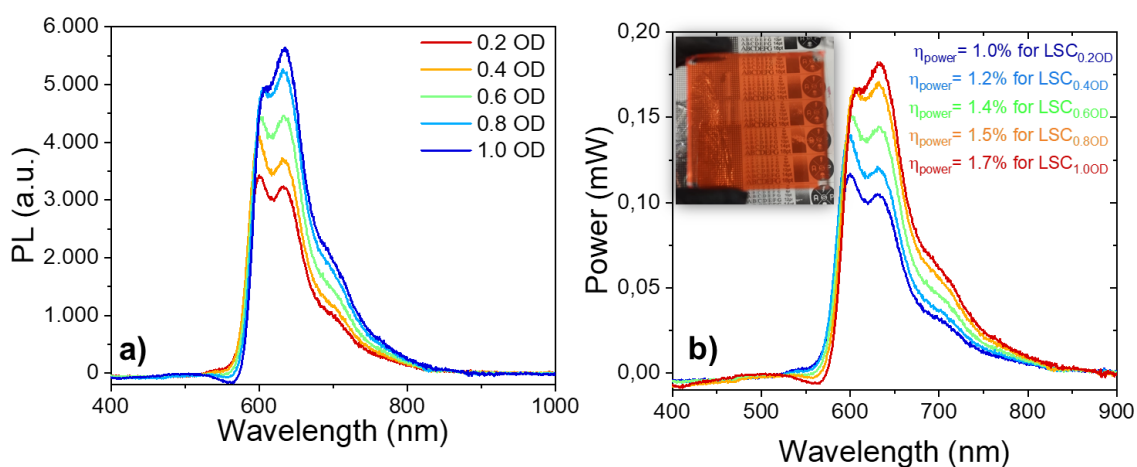 PL (a.u.)
6.000
5.000
4.000
3.000
2.000
1.000
0
0.2 OD
0.4 OD
0.6 OD
0.8 OD
1.0 OD
a)
400
600
800
1000
Wavelength (nm)
Power (mW)
0,20
0,15
0,10
0,05
0,00
ηpower= 1.0% for LSC0.2OD
ηpower= 1.2% for LSC0.4OD
ηpower= 1.4% for LSC0.6OD
ηpower= 1.5% for LSC0.8OD
ηpower= 1.7% for LSC1.0OD
b)
400
500
600
700
800
900
Wavelength (nm)